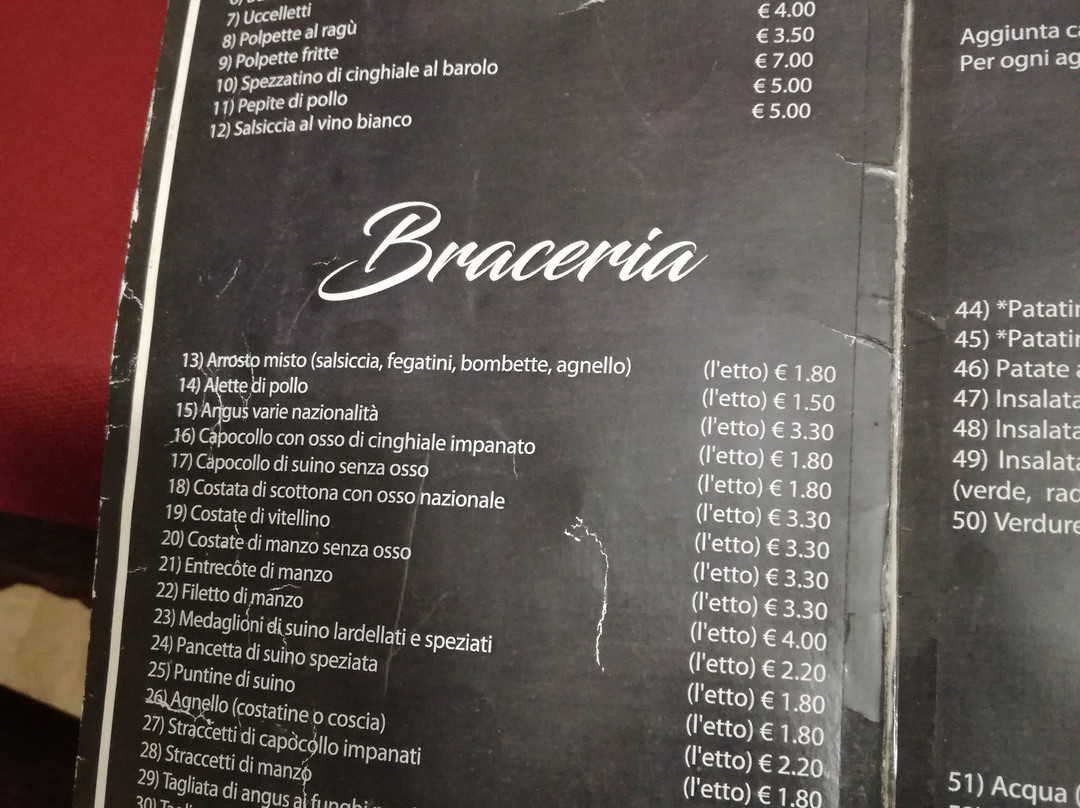 7) Uccelletti
8) Polpette al ragù € 4.00
9) Polpette fritte € 3.50
10) Spezzatino di cinghiale al barolo € 7.00
11) Pepite di pollo € 5.00
12) Salsiccia al vino bianco € 5.00
Braceria
13) Arrosto misto (salsiccia, fegatini, bombette, agnello) (l'etto) € 1.80
14) Alette di pollo (l'etto) € 1.50
15) Angus varie nazionalità (l'etto) € 3.30
16) Capocollo con osso di cinghiale impanato (l'etto) € 1.80
17) Capocollo di suino senza osso (l'etto) € 1.80
18) Costata di scottona con osso nazionale (l'etto) € 3.30
19) Costate di vitellino (l'etto) € 3.30
20) Costate di manzo senza osso (l'etto) € 3.30
21) Entrecôte di manzo (l'etto) € 3.30
22) Filetto di manzo (l'etto) € 4.00
23) Medaglioni di suino lardellati e speziati (l'etto) € 2.20
24) Pancetta di suino speziata (l'etto) € 1.80
25) Puntine di suino (l'etto) € 1.80
26) Agnello (costatine o coscia) (l'etto) € 2.20
27) Straccetti di capocollo impanati (l'etto) € 1.80
28) Straccetti di manzo
29) Tagliata di angus ai funghi
30)
Aggiunta
Per ogni
44) *Patatin
45) *Patatin
46) Patate
47) Insalata
48) Insalata
49) Insalata
(verde,
50) Verdure
51) Acqua